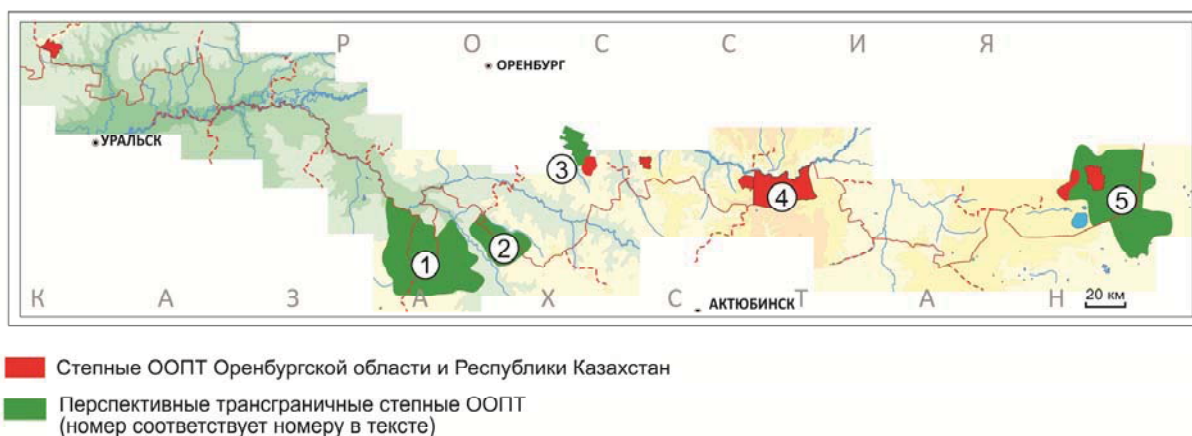 Р О С С И Я
ОРЕНБУРГ
УРАЛЬСК
3
4
5
2
1
К А З А Х С Т А Н
20 км
АКТЮБИНСК
Степные ООПТ Оренбургской области и Республики Казахстан
Перспективные трансграничные степные ООПТ
(номер соответствует номеру в тексте)